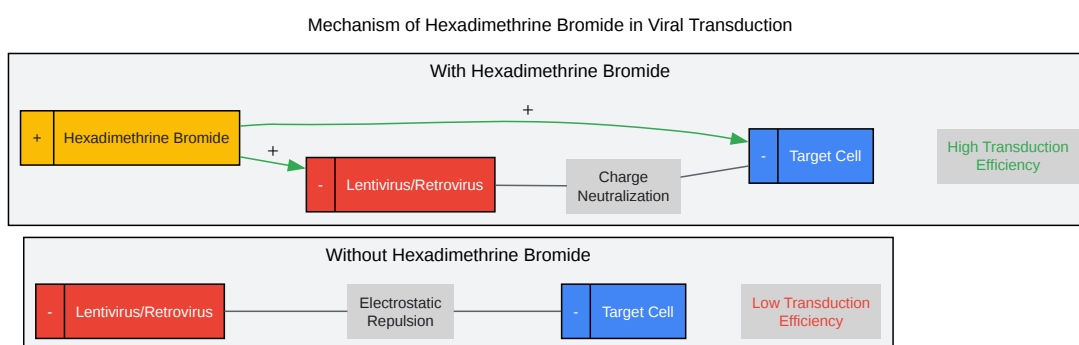 Mechanism of Hexadimethrine Bromide in Viral Transduction
With Hexadimethrine Bromide
+
+ Hexadimethrine Bromide
+
- Lentivirus/Retrovirus
Charge
Neutralization
- Target Cell
High Transduction
Efficiency
Without Hexadimethrine Bromide
- Lentivirus/Retrovirus
Electrostatic
Repulsion
- Target Cell
Low Transduction
Efficiency